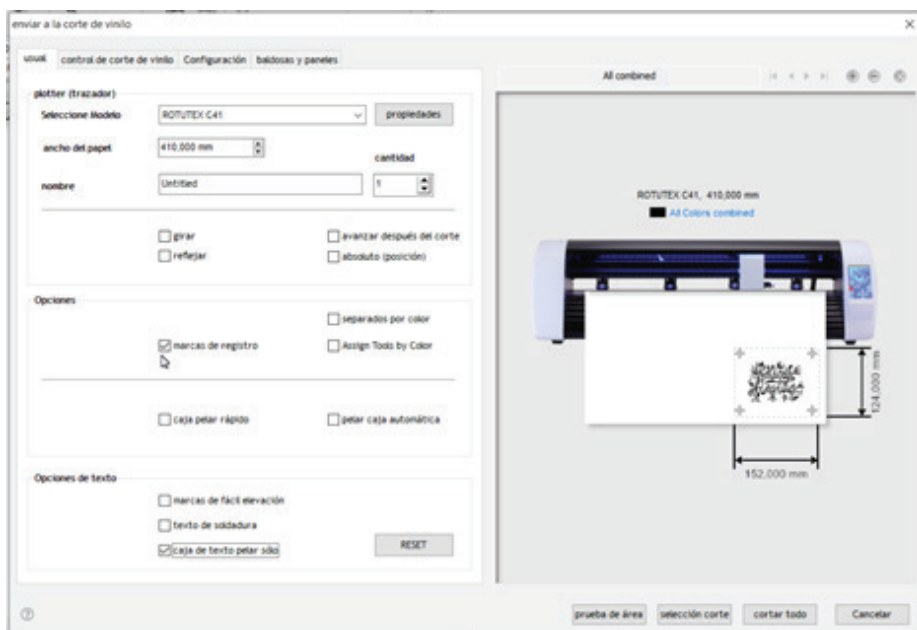 enviar a la corte de vinilo
usual control de corte de vinilo Configuración baldosas y paneles
plotter (trazador)
Seleccione Modelo ROTUTEX C41 propiedades
ancho del papel 410,000 mm
cantidad
nombre Untitled 1
girar avanzar después del corte
reflejar absoluto (posición)
Opciones
separados por color
marcas de registro Assign Tools by Color
caja pelar rápido pelar caja automática
Opciones de texto
marcas de fácil elevación
texto de soldadura
caja de texto pelar sólo RESET
All combined
ROTUTEX C41, 410,000 mm
All Colors combined
124,000 mm
152,000 mm
prueba de área selección corte cortar todo Cancelar